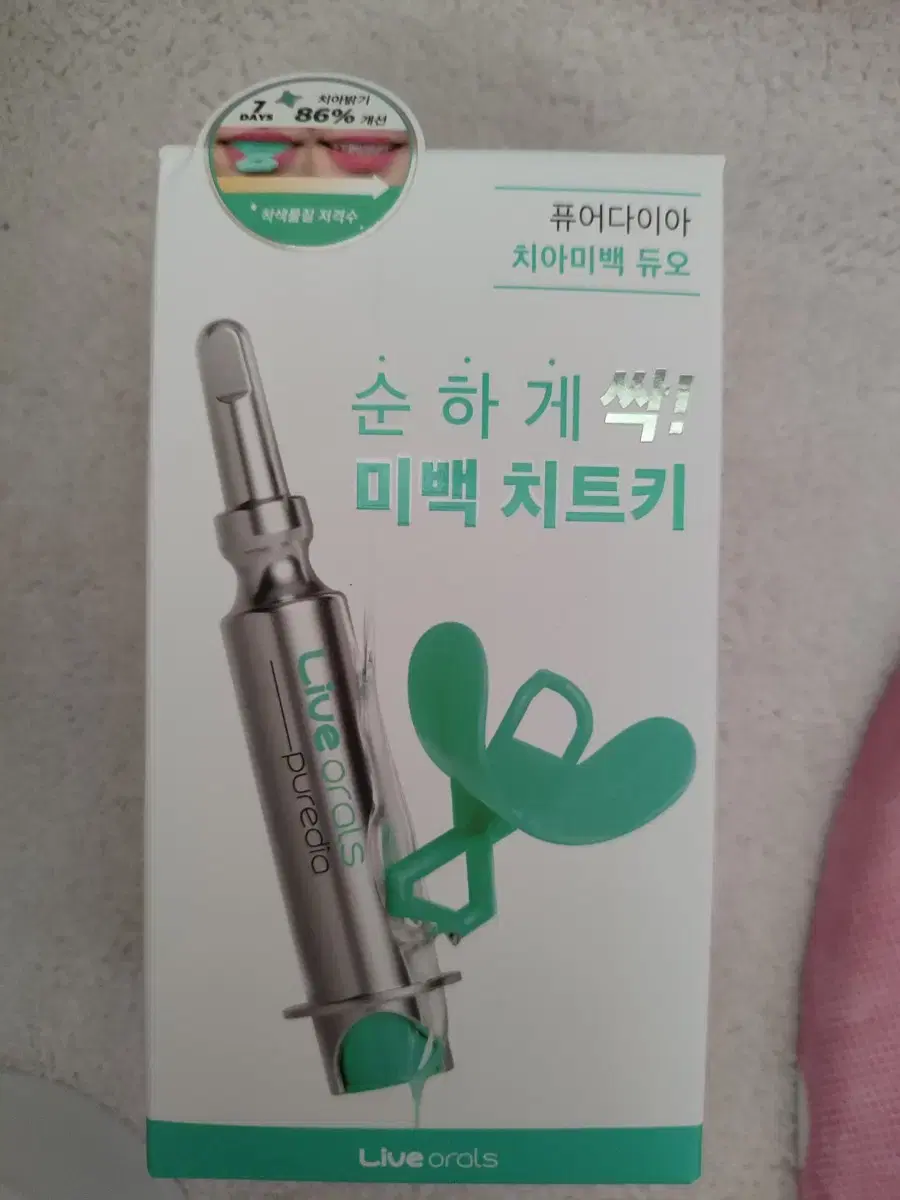 7
DAYS
치아밝기
86% 개선
착색물질 저격수
퓨어다이아
치아미백 듀오
순하게 싹!
미백 치트키
Live orals
puredia
Live orals